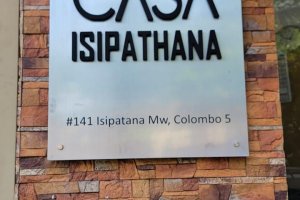 CASA
ISIPATHANA
#141 Isipatana Mw, Colombo 5